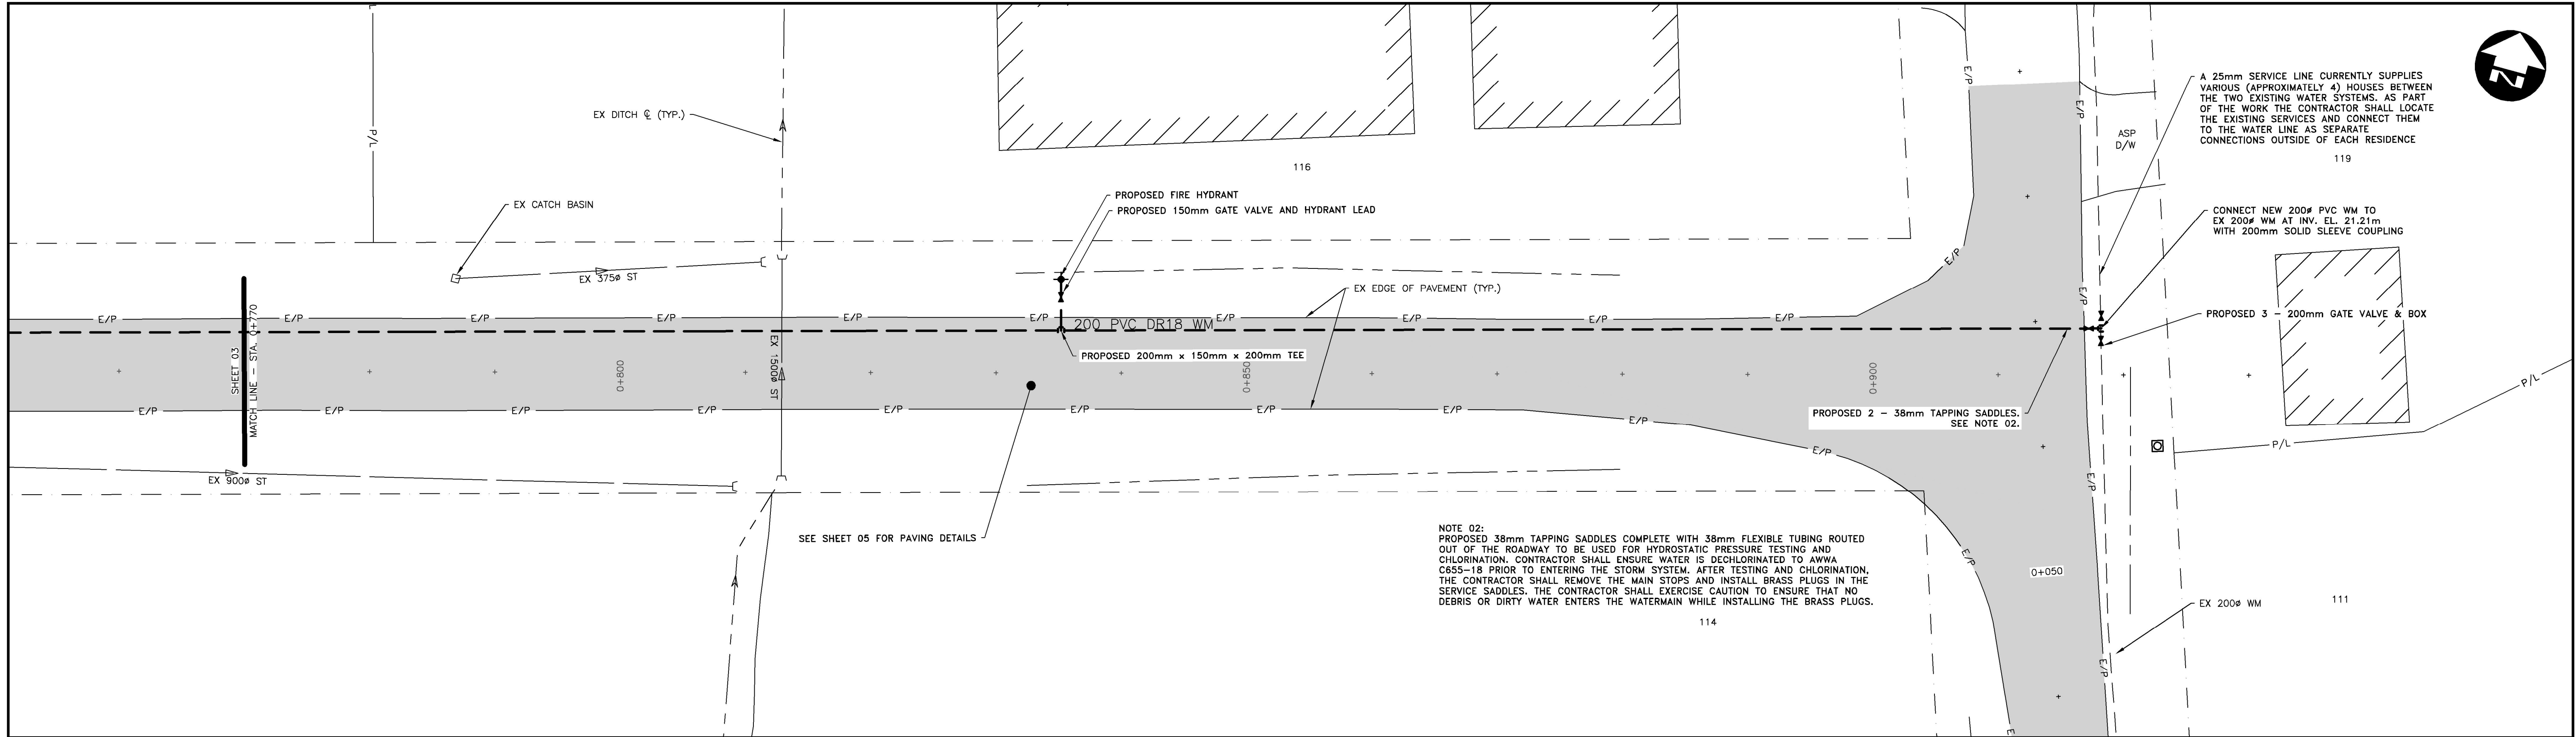 EX DITCH ℄ (TYP.)
P/L
EX CATCH BASIN
EX 375ø ST
116
PROPOSED FIRE HYDRANT
PROPOSED 150mm GATE VALVE AND HYDRANT LEAD
EX EDGE OF PAVEMENT (TYP.)
E/P
E/P
E/P
ASP
D/W
N
A 25mm SERVICE LINE CURRENTLY SUPPLIES
VARIOUS (APPROXIMATELY 4) HOUSES BETWEEN
THE TWO EXISTING WATER SYSTEMS. AS PART
OF THE WORK THE CONTRACTOR SHALL LOCATE
THE EXISTING SERVICES AND CONNECT THEM
TO THE WATER LINE AS SEPARATE
CONNECTIONS OUTSIDE OF EACH RESIDENCE
119
CONNECT NEW 200ø PVC WM TO
EX 200ø WM AT INV. EL. 21.21m
WITH 200mm SOLID SLEEVE COUPLING
E/P
PROPOSED 3 - 200mm GATE VALVE & BOX
E/P
E/P
E/P
E/P
E/P
E/P
E/P
E/P
E/P
E/P
200 PVC DR18 WM
PROPOSED 200mm x 150mm x 200mm TEE
SHEET 03
MATCH LINE - STA. 0+770
0+800
EX 1500ø ST
0+850
0+900
E/P
E/P
E/P
E/P
E/P
E/P
E/P
E/P
E/P
E/P
PROPOSED 2 - 38mm TAPPING SADDLES.
SEE NOTE 02.
P/L
P/L
EX 900ø ST
SEE SHEET 05 FOR PAVING DETAILS
NOTE 02:
PROPOSED 38mm TAPPING SADDLES COMPLETE WITH 38mm FLEXIBLE TUBING ROUTED
OUT OF THE ROADWAY TO BE USED FOR HYDROSTATIC PRESSURE TESTING AND
CHLORINATION. CONTRACTOR SHALL ENSURE WATER IS DECHLORINATED TO AWWA
C655-18 PRIOR TO ENTERING THE STORM SYSTEM. AFTER TESTING AND CHLORINATION,
THE CONTRACTOR SHALL REMOVE THE MAIN STOPS AND INSTALL BRASS PLUGS IN THE
SERVICE SADDLES. THE CONTRACTOR SHALL EXERCISE CAUTION TO ENSURE THAT NO
DEBRIS OR DIRTY WATER ENTERS THE WATERMAIN WHILE INSTALLING THE BRASS PLUGS.
114
E/P
E/P
0+050
EX 200ø WM
111
E/P
E